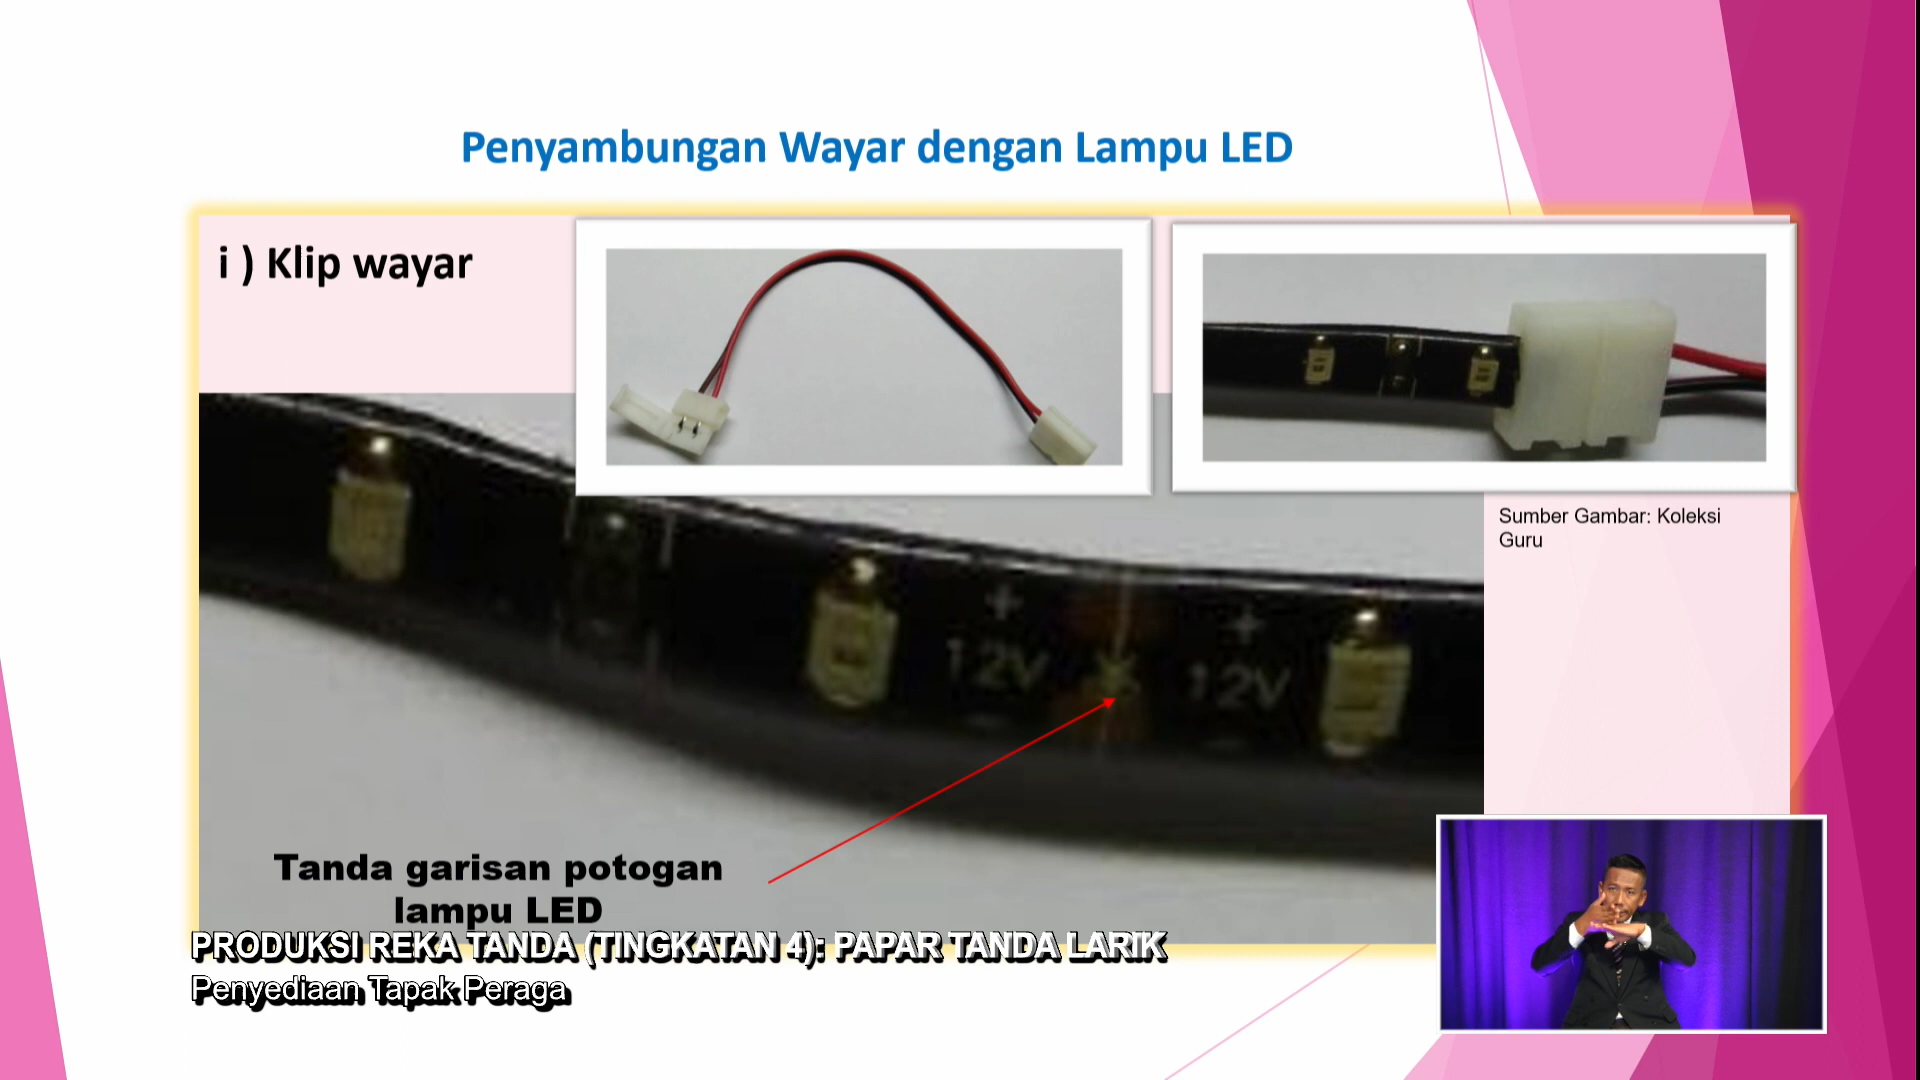 Penyambungan Wayar dengan Lampu LED
i ) Klip wayar
Sumber Gambar: Koleksi
Guru
+ +
12V 12V
- -
Tanda garisan potogan
lampu LED
PRODUKSI REKA TANDA (TINGKATAN 4): PAPAR TANDA LARIK
Penyediaan Tapak Peraga